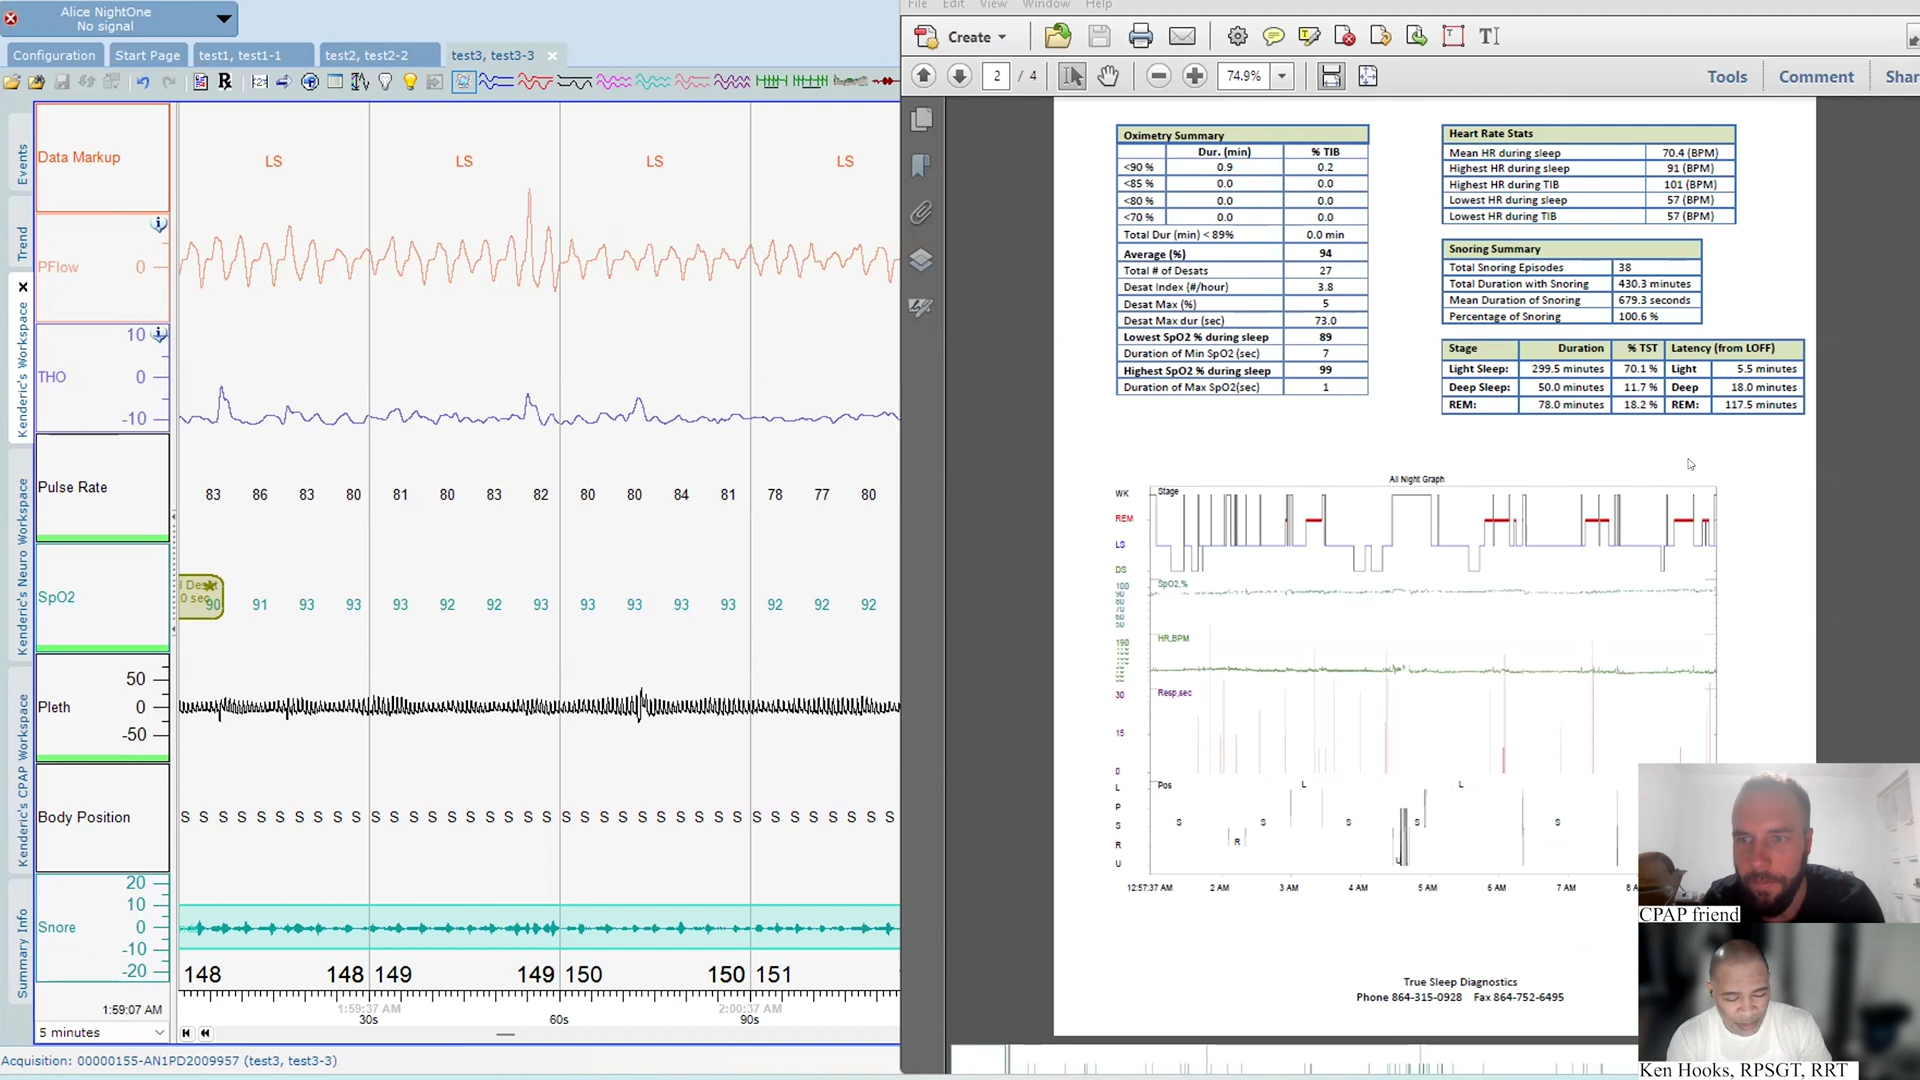 Alice NightOne
No signal
Configuration
Start Page
test1, test1-1
test2, test2-2
test3, test3-3
Events
Trend
Kenderic's Workspace
Kenderic's Neuro Workspace
Kenderic's CPAP Workspace
Summary Info
Data Markup
LS LS LS LS
PFlow 0
10
THO 0
-10
Pulse Rate
83 86 83 80 81 80 83 82 80 80 84 81 78 77 80
SpO2
90 91 93 93 93 92 92 93 93 93 93 93 92 92 92
50
Pleth 0
-50
Body Position
S S S S S S S S S S S S S S S S S S S S S S S S S S S S S S S S S S S S S S
20
10
Snore 0
-10
-20
148 148 149 149 150 150 151
1:59:07 AM
1:59:37 AM
2:00:37 AM
30s 60s 90s
5 minutes
Acquisition: 00000155-AN1PD2009957 (test3, test3-3)
File Edit View Window Help
Create
2 / 4
74.9%
Tools Comment Shar
Oximetry Summary
Dur. (min) % TIB
<90 % 0.9 0.2
<85 % 0.0 0.0
<80 % 0.0 0.0
<70 % 0.0 0.0
Total Dur (min) < 89% 0.0 min
Average (%) 94
Total # of Desats 27
Desat Index (#/hour) 3.8
Desat Max (%) 5
Desat Max dur (sec) 73.0
Lowest SpO2 % during sleep 89
Duration of Min SpO2 (sec) 7
Highest SpO2 % during sleep 99
Duration of Max SpO2(sec) 1
Heart Rate Stats
Mean HR during sleep 70.4 (BPM)
Highest HR during sleep 91 (BPM)
Highest HR during TIB 101 (BPM)
Lowest HR during sleep 57 (BPM)
Lowest HR during TIB 57 (BPM)
Snoring Summary
Total Snoring Episodes 38
Total Duration with Snoring 430.3 minutes
Mean Duration of Snoring 679.3 seconds
Percentage of Snoring 100.6 %
Stage Duration % TST Latency (from LOFF)
Light Sleep: 299.5 minutes 70.1 % Light 5.5 minutes
Deep Sleep: 50.0 minutes 11.7 % Deep 18.0 minutes
REM: 78.0 minutes 18.2 % REM: 117.5 minutes
All Night Graph
WK Stage
REM
LS
DS
SpO2,%
100
HR,BPM
190
Resp,sec
30
15
0
L Pos L L
P
S S S S S S
R R
U U
12:57:37 AM 2 AM 3 AM 4 AM 5 AM 6 AM 7 AM 8
True Sleep Diagnostics
Phone 864-315-0928 Fax 864-752-6495
CPAP friend
Ken Hooks, RPSGT, RRT